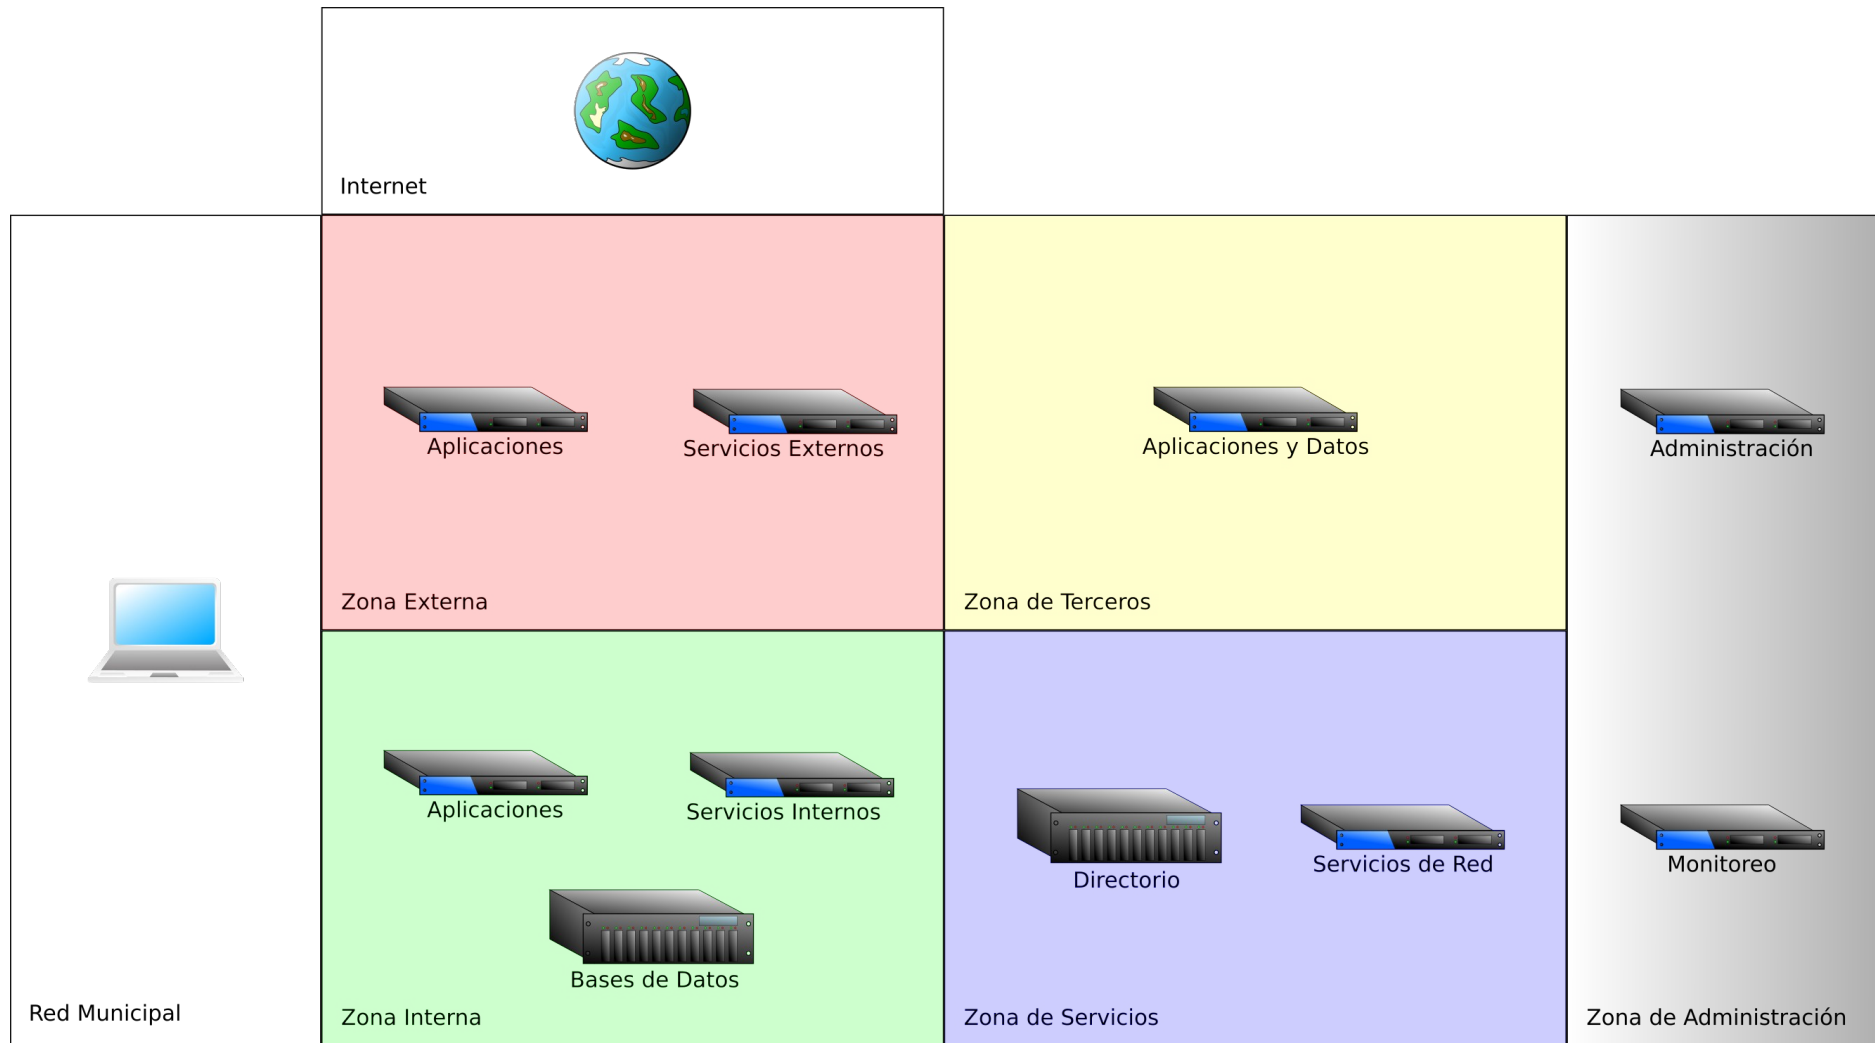 Internet
Aplicaciones
Servicios Externos
Zona Externa
Aplicaciones y Datos
Zona de Terceros
Administración
Red Municipal
Aplicaciones
Servicios Internos
Bases de Datos
Zona Interna
Directorio
Servicios de Red
Zona de Servicios
Monitoreo
Zona de Administración